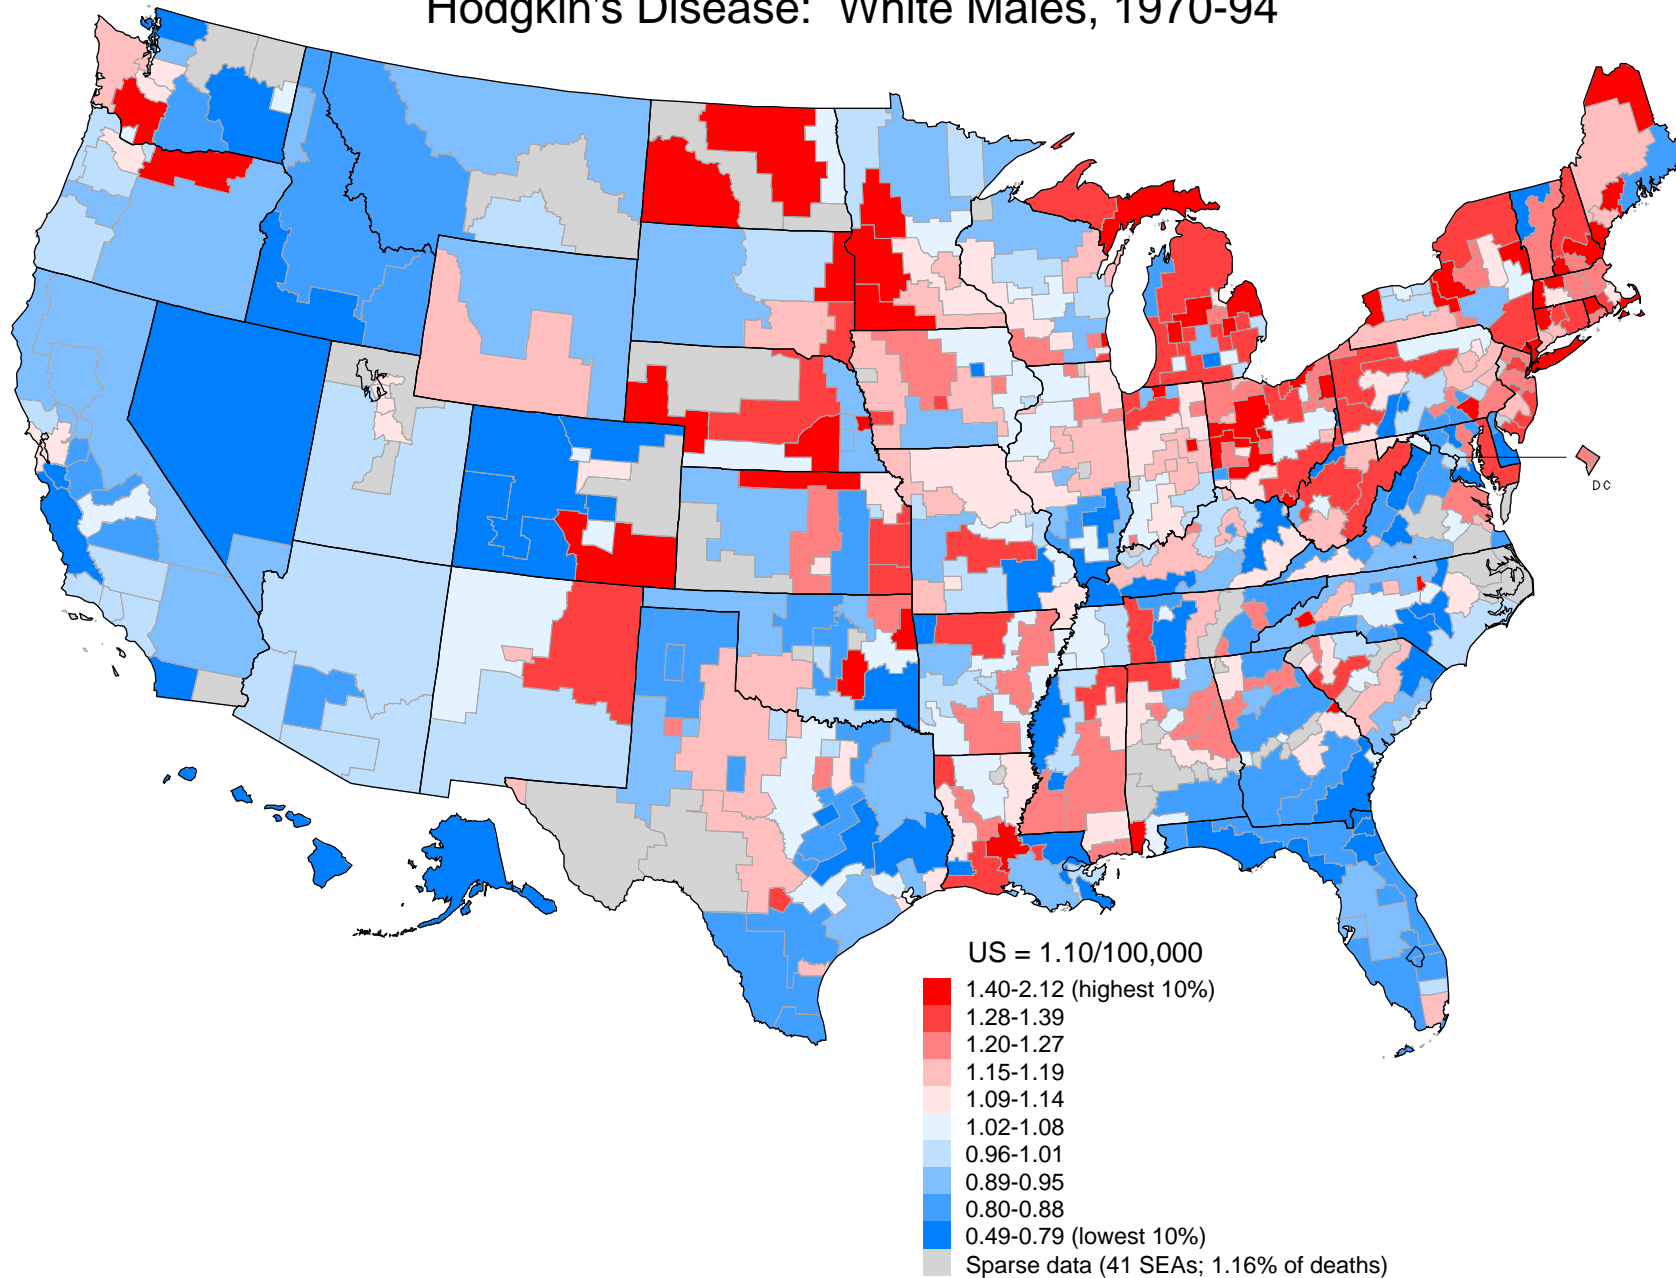 Hodgkin's Disease: White Males, 1970-94
DC
US = 1.10/100,000
1.40-2.12 (highest 10%)
1.28-1.39
1.20-1.27
1.15-1.19
1.09-1.14
1.02-1.08
0.96-1.01
0.89-0.95
0.80-0.88
0.49-0.79 (lowest 10%)
Sparse data (41 SEAs; 1.16% of deaths)